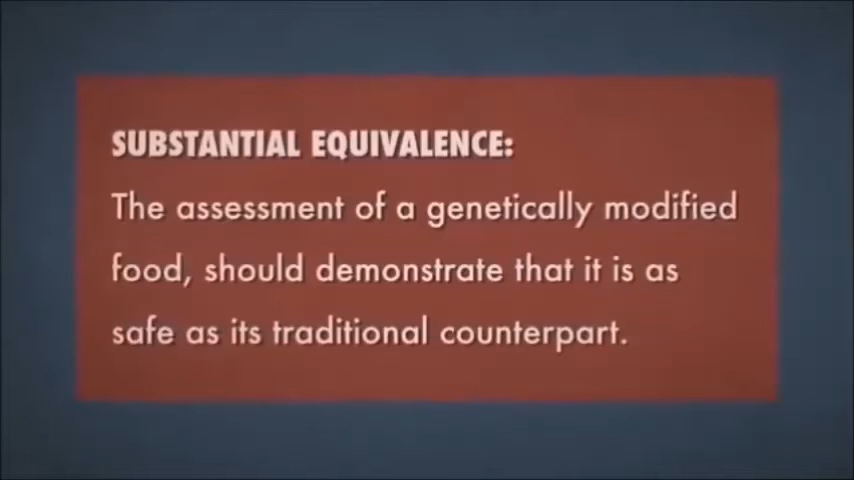 SUBSTANTIAL EQUIVALENCE:
The assessment of a genetically modified
food, should demonstrate that it is as
safe as its traditional counterpart.